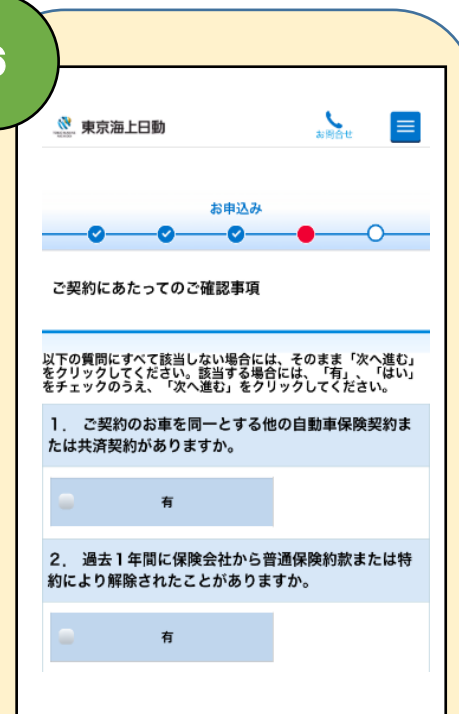 6
東京海上日動
お問合せ
お申込み
ご契約にあたってのご確認事項
以下の質問にすべて該当しない場合には、そのまま「次へ進む」
をクリックしてください。該当する場合には、「有」、「はい」
をチェックのうえ、「次へ進む」をクリックしてください。
1. ご契約のお車を同一とする他の自動車保険契約ま
たは共済契約がありますか。
有
2. 過去1年間に保険会社から普通保険約款または特
約により解除されたことがありますか。
有